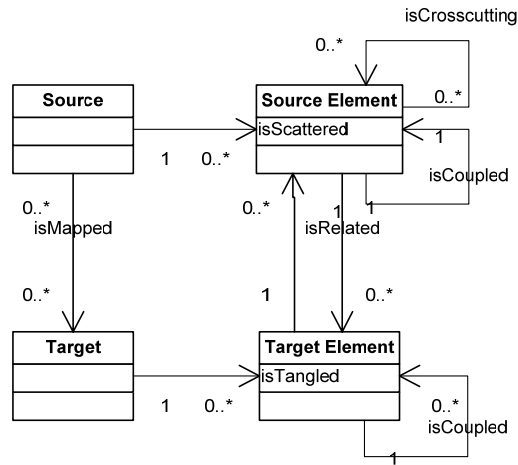 isCrosscutting
0..*
Source
Source Element
0..*
isScattered
1
1
0..*
isCoupled
0..*
0..*
1
1
isMapped
isRelated
0..*
1
0..*
Target
Target Element
isTangled
1
0..*
0..*
isCoupled
1